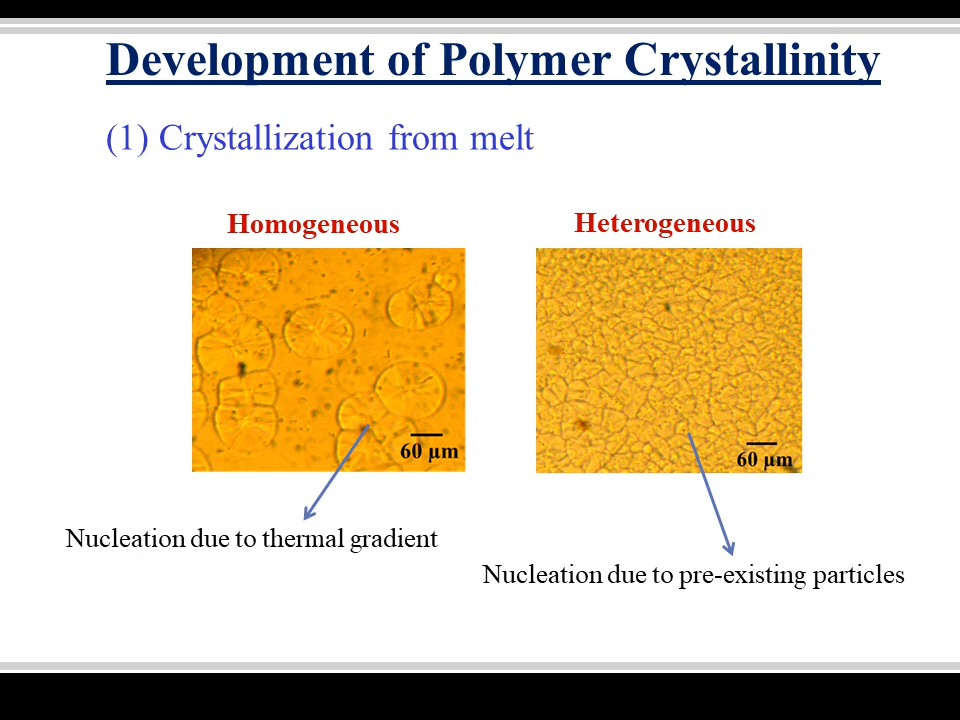 Development of Polymer Crystallinity
(1) Crystallization from melt
Homogeneous
Heterogeneous
60 µm
60 µm
Nucleation due to thermal gradient
Nucleation due to pre-existing particles